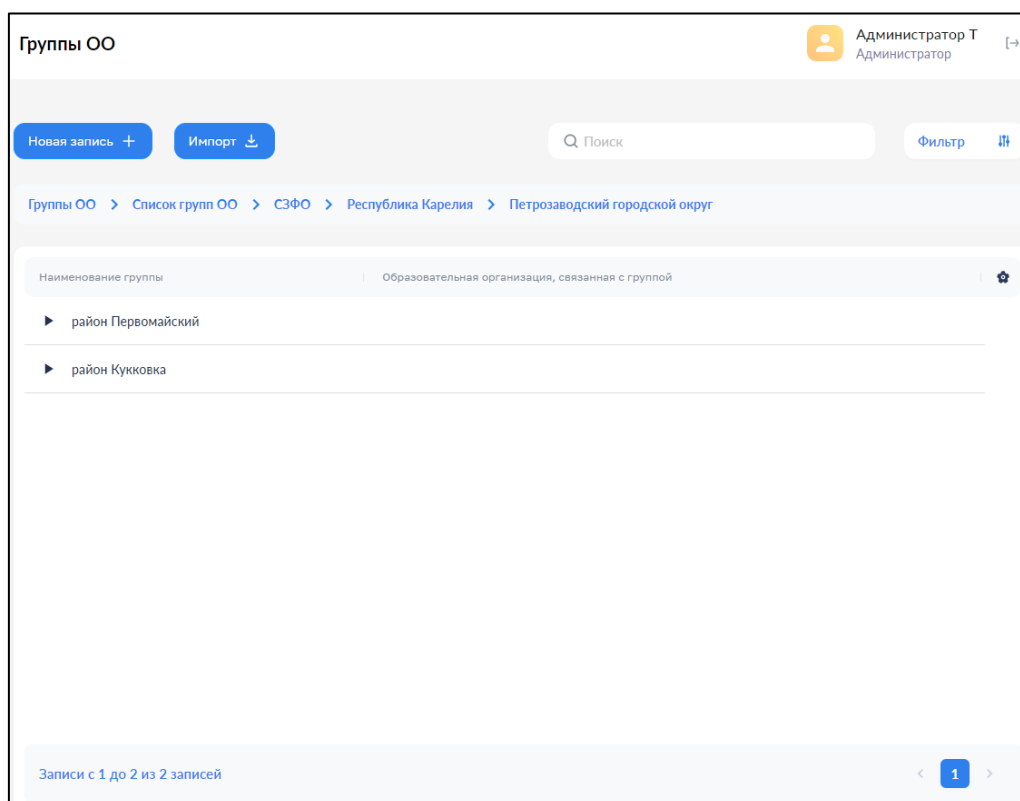 Группы ОО
Администратор Т
Администратор
Новая запись
Импорт
Поиск
Фильтр
Группы ОО > Список групп ОО > СЗФО > Республика Карелия > Петрозаводский городской округ
Наименование группы
Образовательная организация, связанная с группой
район Первомайский
район Кукковка
Записи с 1 до 2 из 2 записей
1